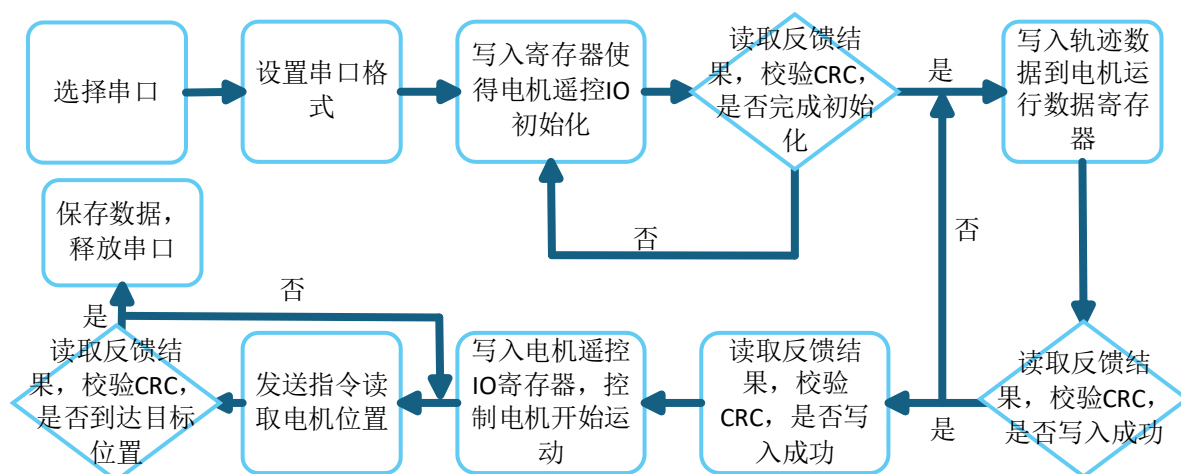 选择串口
设置串口格
式
写入寄存器使
得电机遥控IO
初始化
读取反馈结
果，校验CRC，
是否完成初始
化
是
写入轨迹数
据到电机运
行数据寄存
器
否
否
保存数据，
释放串口
是
否
读取反馈结
果，校验CRC，
是否到达目标
位置
发送指令读
取电机位置
写入电机遥控
IO寄存器，控
制电机开始运
动
读取反馈结
果，校验
CRC，是否写
入成功
是
读取反馈结
果，校验CRC，
是否写入成功